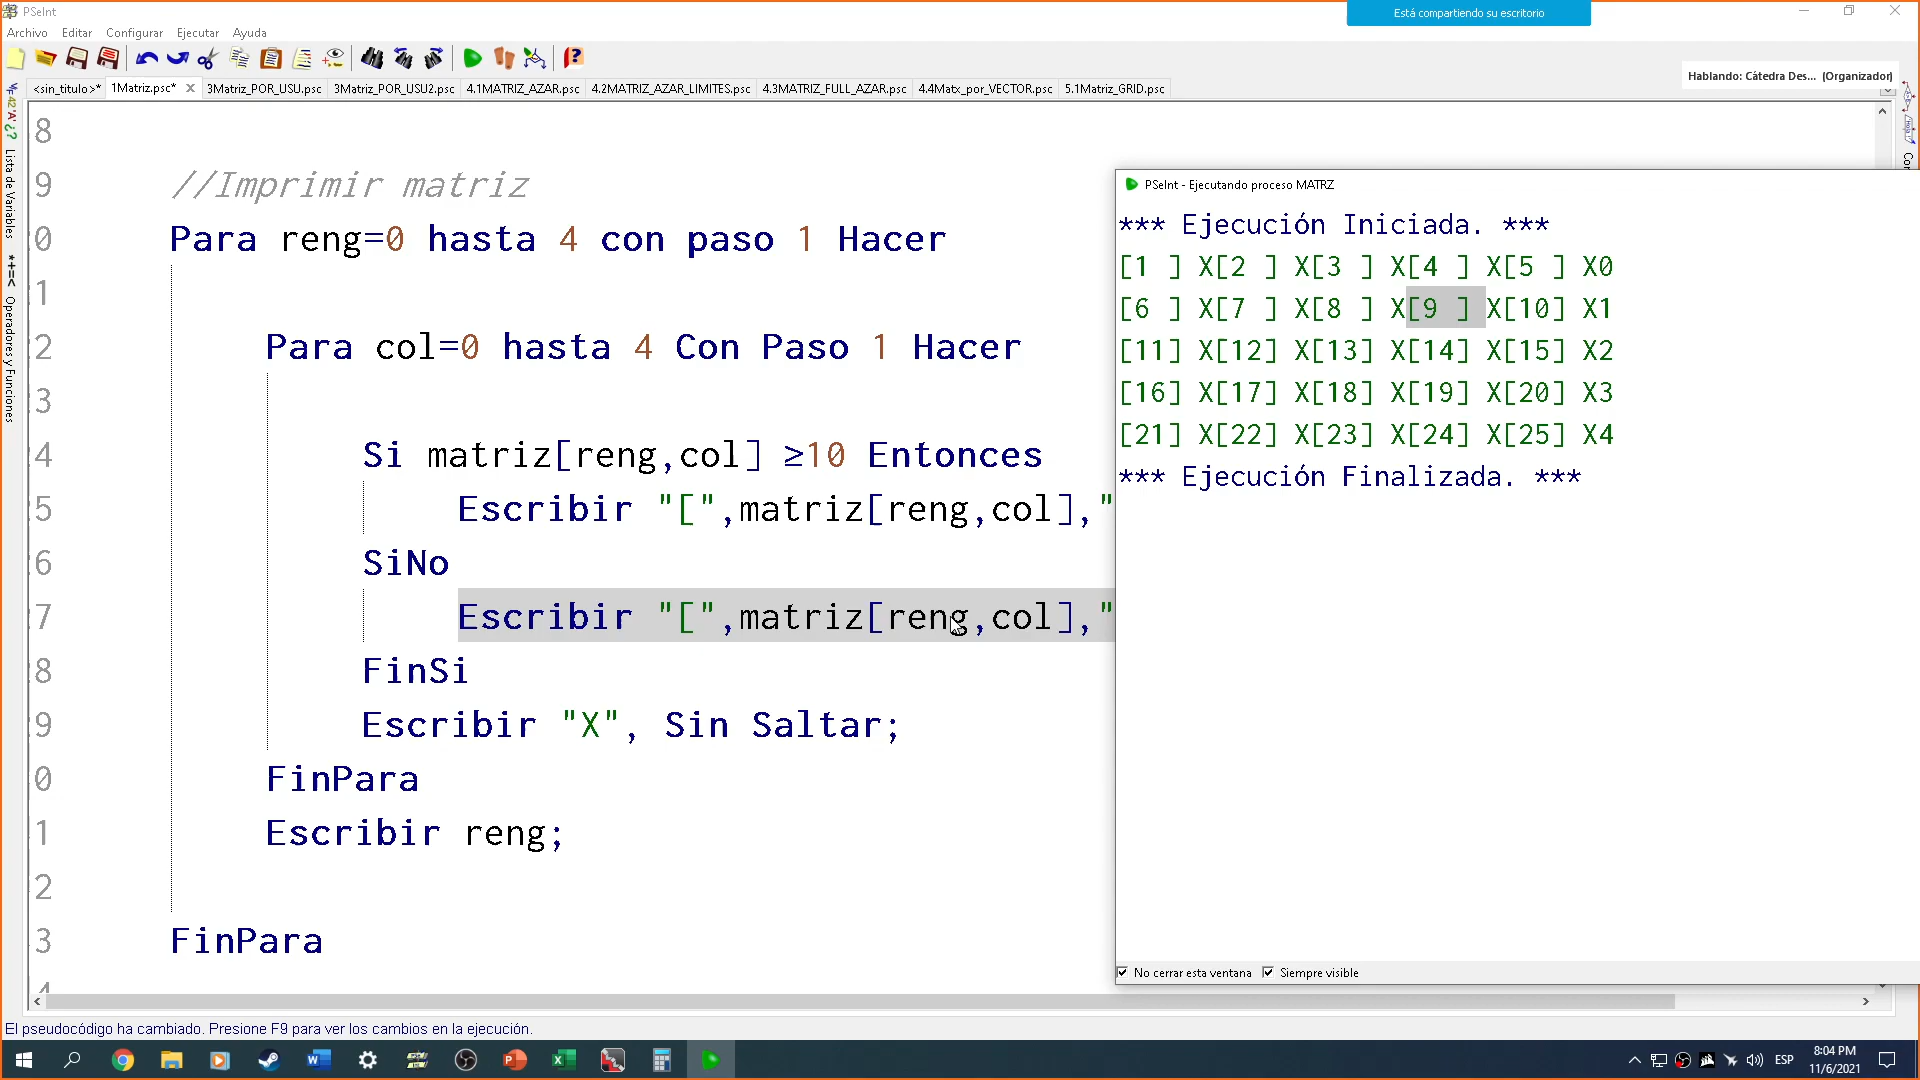 PSeInt
Está compartiendo su escritorio
Archivo Editar Configurar Ejecutar Ayuda
Hablando: Cátedra Des... (Organizador)
<sin_titulo>* 1Matriz.psc* 3Matriz_POR_USU.psc 3Matriz_POR_USU2.psc 4.1MATRIZ_AZAR.psc 4.2MATRIZ_AZAR_LIMITES.psc 4.3MATRIZ_FULL_AZAR.psc 4.4Matx_por_VECTOR.psc 5.1Matriz_GRID.psc
Lista de Variables
Operadores y Funciones
8
9 //Imprimir matriz
0 Para reng=0 hasta 4 con paso 1 Hacer
1
2 Para col=0 hasta 4 Con Paso 1 Hacer
3
4 Si matriz[reng,col] ≥10 Entonces
5 Escribir "[",matriz[reng,col],"
6 SiNo
7 Escribir "[",matriz[reng,col],"
8 FinSi
9 Escribir "X", Sin Saltar;
0 FinPara
1 Escribir reng;
2
3 FinPara
4
PSeInt - Ejecutando proceso MATRZ
*** Ejecución Iniciada. ***
[1 ] X[2 ] X[3 ] X[4 ] X[5 ] X0
[6 ] X[7 ] X[8 ] X[9 ] X[10] X1
[11] X[12] X[13] X[14] X[15] X2
[16] X[17] X[18] X[19] X[20] X3
[21] X[22] X[23] X[24] X[25] X4
*** Ejecución Finalizada. ***
No cerrar esta ventana Siempre visible
El pseudocódigo ha cambiado. Presione F9 para ver los cambios en la ejecución.
ESP
8:04 PM
11/6/2021